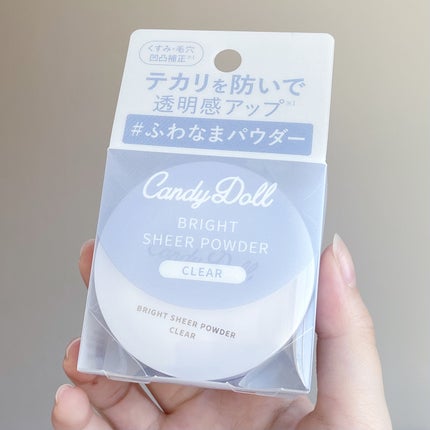 くすみ・毛穴
凹凸補正※1
テカリを防いで
透明感アップ※1
#ふわなまパウダー
Candy Doll
BRIGHT
SHEER POWDER
CLEAR
BRIGHT SHEER POWDER
CLEAR